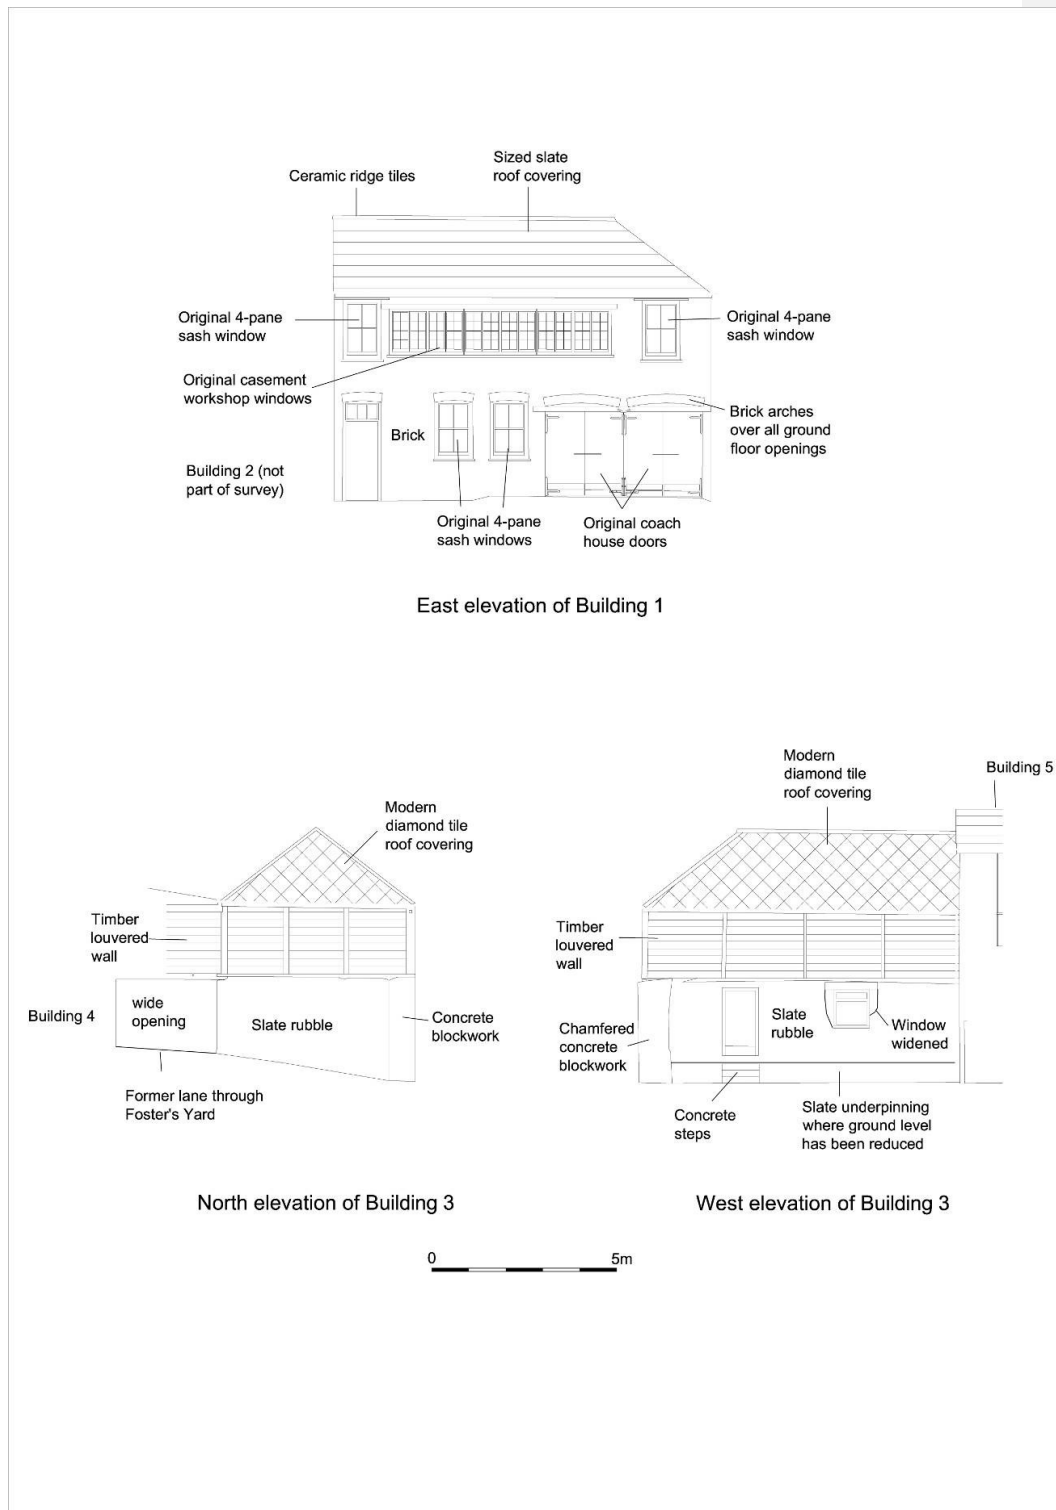 Ceramic ridge tiles
Sized slate
roof covering
Original 4-pane
sash window
Original 4-pane
sash window
Original casement
workshop windows
Brick
Brick arches
over all ground
floor openings
Building 2 (not
part of survey)
Original 4-pane
sash windows
Original coach
house doors
East elevation of Building 1
Modern
diamond tile
roof covering
Timber
louvered
wall
Building 4
wide
opening
Slate rubble
Concrete
blockwork
Former lane through
Foster's Yard
North elevation of Building 3
Modern
diamond tile
roof covering
Building 5
Timber
louvered
wall
Chamfered
concrete
blockwork
Slate
rubble
Window
widened
Concrete
steps
Slate underpinning
where ground level
has been reduced
West elevation of Building 3
0 5m